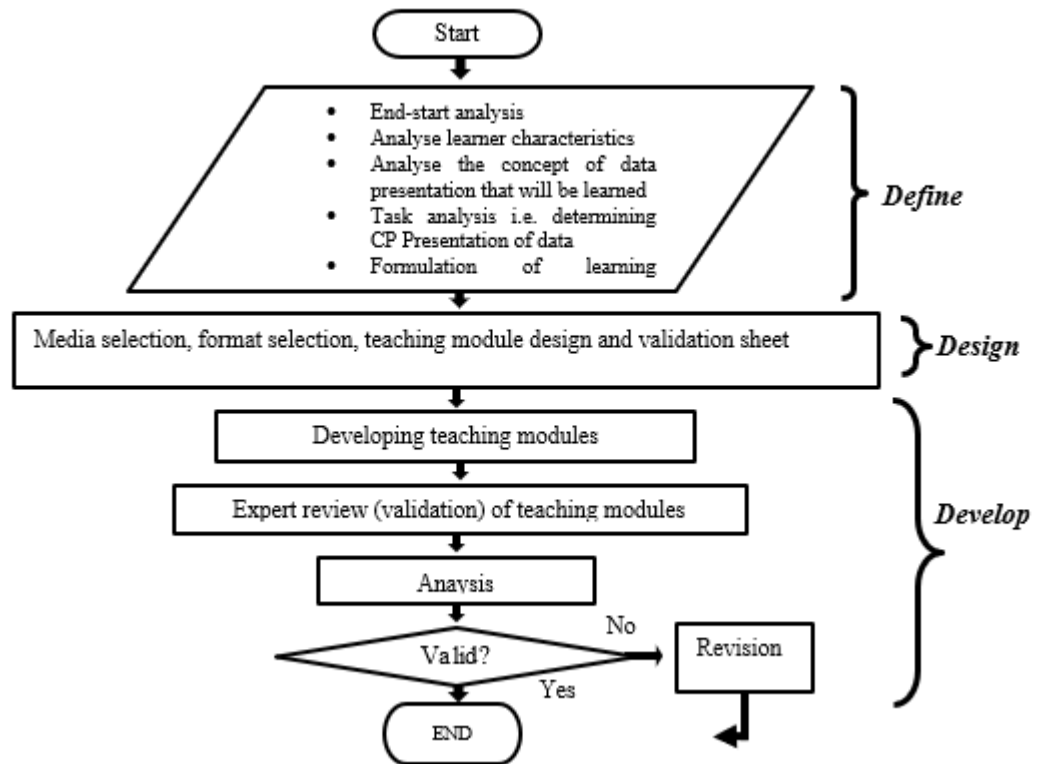 Start
• End-start analysis
• Analyse learner characteristics
• Analyse the concept of data
presentation that will be learned
• Task analysis i.e. determining
CP Presentation of data
• Formulation of learning
Define
Media selection, format selection, teaching module design and validation sheet
Design
Developing teaching modules
Expert review (validation) of teaching modules
Develop
Anaysis
No
Valid?
Revision
Yes
END